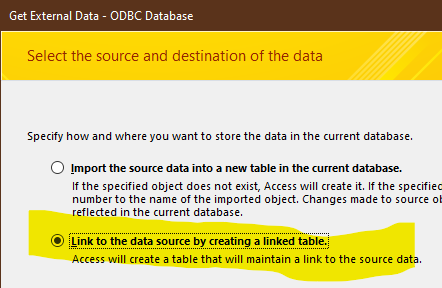 Get External Data - ODBC Database
Select the source and destination of the data
Specify how and where you want to store the data in the current database.
Import the source data into a new table in the current database.
If the specified object does not exist, Access will create it. If the specified
number to the name of the imported object. Changes made to source
reflected in the current database.
Link to the data source by creating a linked table.
Access will create a table that will maintain a link to the source data.